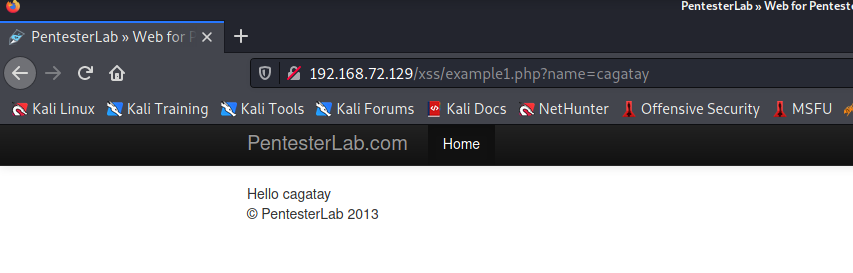 PentesterLab » Web for Penteste
PentesterLab » Web for P
192.168.72.129/xss/example1.php?name=cagatay
Kali Linux Kali Training Kali Tools Kali Forums Kali Docs NetHunter Offensive Security MSFU
PentesterLab.com Home
Hello cagatay
© PentesterLab 2013